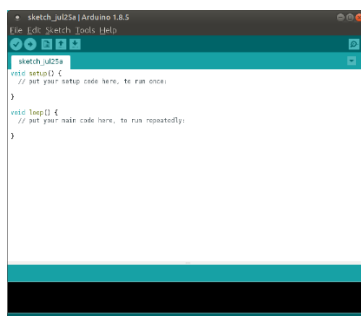 sketch_jul25a | Arduino 1.8.5
File Edit Sketch Tools Help
sketch_jul25a
void setup() {
// put your setup code here, to run once:
}
void loop() {
// put your main code here, to run repeatedly:
}